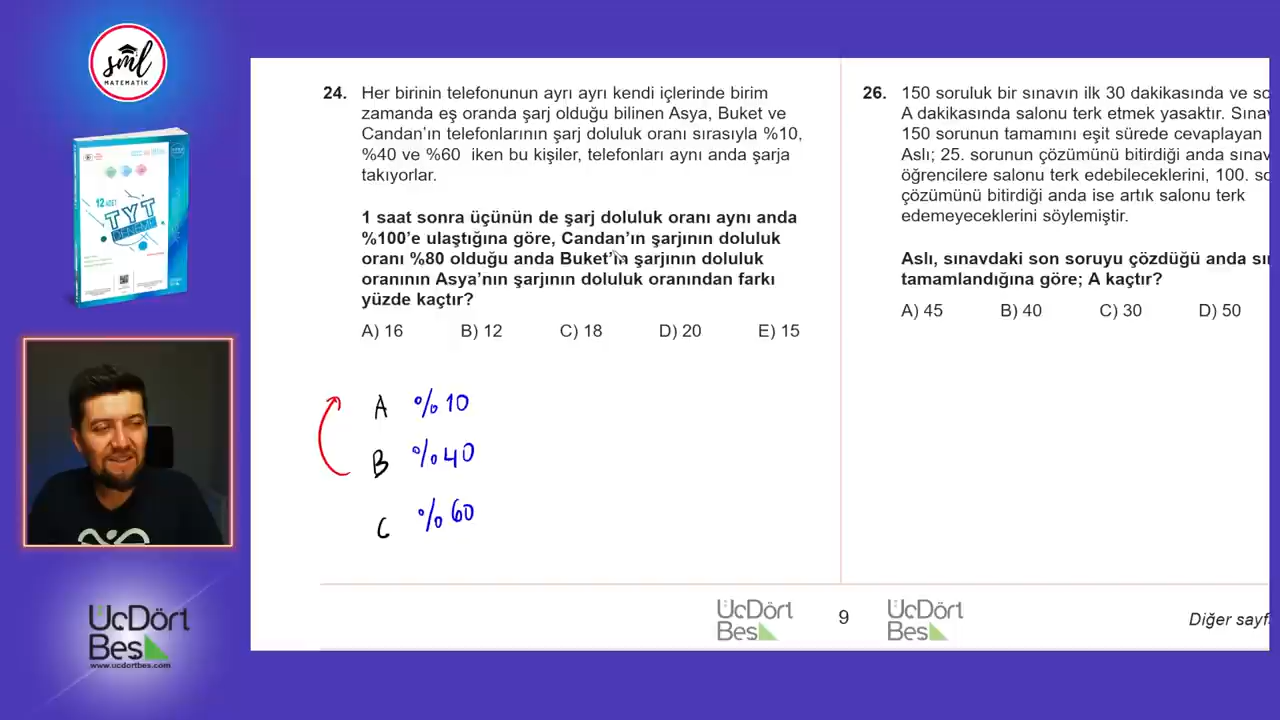 sml
MATEMATİK
12 ADET
TYT
DENEME
ÜçDört
Beş
www.ucdortbes.com
24. Her birinin telefonunun ayrı ayrı kendi içlerinde birim
zamanda eş oranda şarj olduğu bilinen Asya, Buket ve
Candan'ın telefonlarının şarj doluluk oranı sırasıyla %10,
%40 ve %60 iken bu kişiler, telefonları aynı anda şarja
takıyorlar.
1 saat sonra üçünün de şarj doluluk oranı aynı anda
%100'e ulaştığına göre, Candan'ın şarjının doluluk
oranı %80 olduğu anda Buket'in şarjının doluluk
oranının Asya'nın şarjının doluluk oranından farkı
yüzde kaçtır?
A) 16 B) 12 C) 18 D) 20 E) 15
A %10
B %40
C %60
ÜçDört
Beş
9
26. 150 soruluk bir sınavın ilk 30 dakikasında ve so
A dakikasında salonu terk etmek yasaktır. Sınav
150 sorunun tamamını eşit sürede cevaplayan
Aslı; 25. sorunun çözümünü bitirdiği anda sınav
öğrencilere salonu terk edebileceklerini, 100. so
çözümünü bitirdiği anda ise artık salonu terk
edemeyeceklerini söylemiştir.
Aslı, sınavdaki son soruyu çözdüğü anda sı
tamamlandığına göre; A kaçtır?
A) 45 B) 40 C) 30 D) 50
ÜçDört
Beş
Diğer sayf